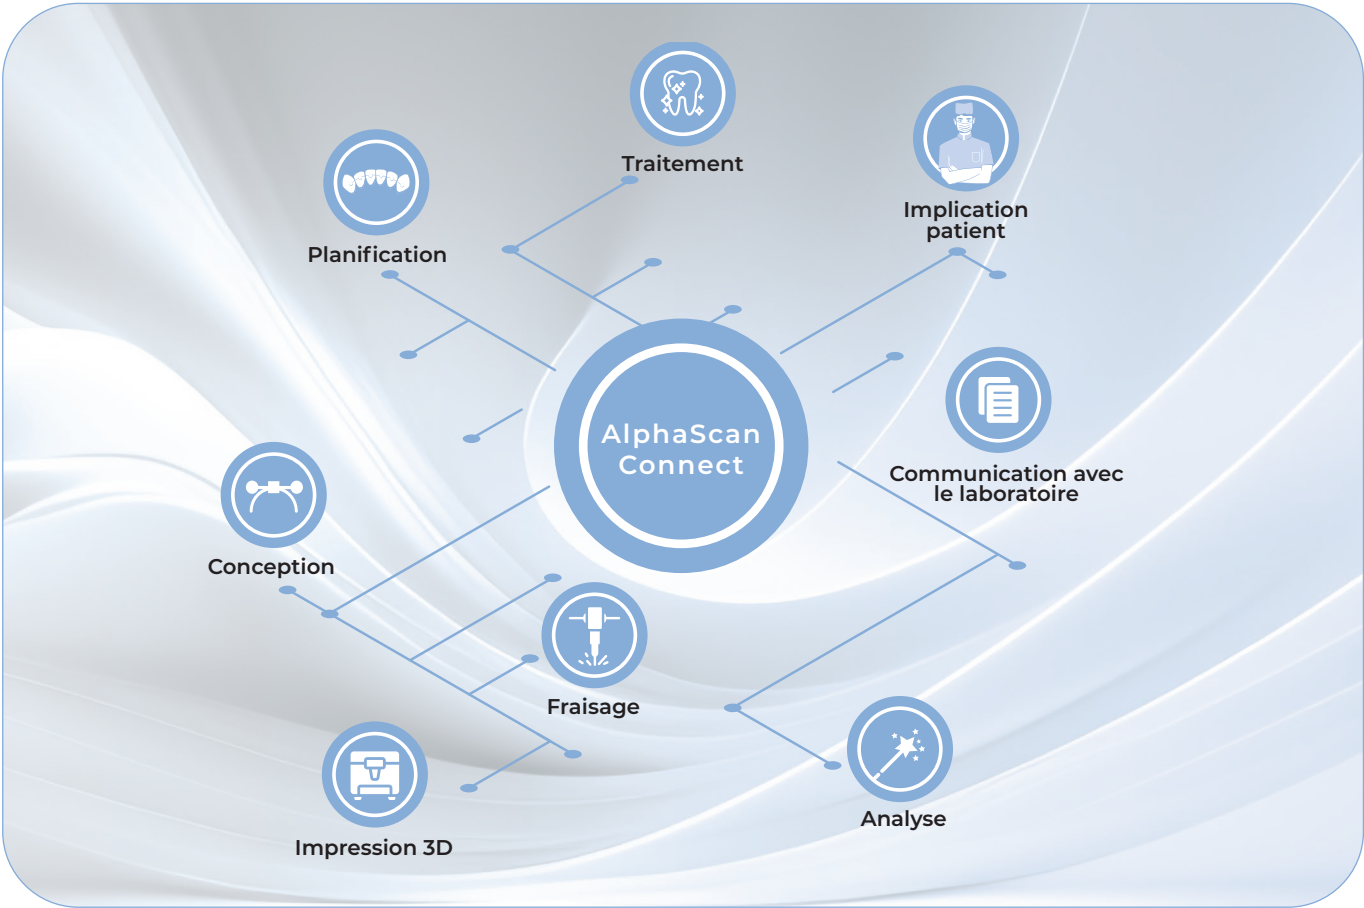 Traitement
Implication
patient
Planification
AlphaScan
Connect
Communication avec
le laboratoire
Conception
Fraisage
Analyse
Impression 3D